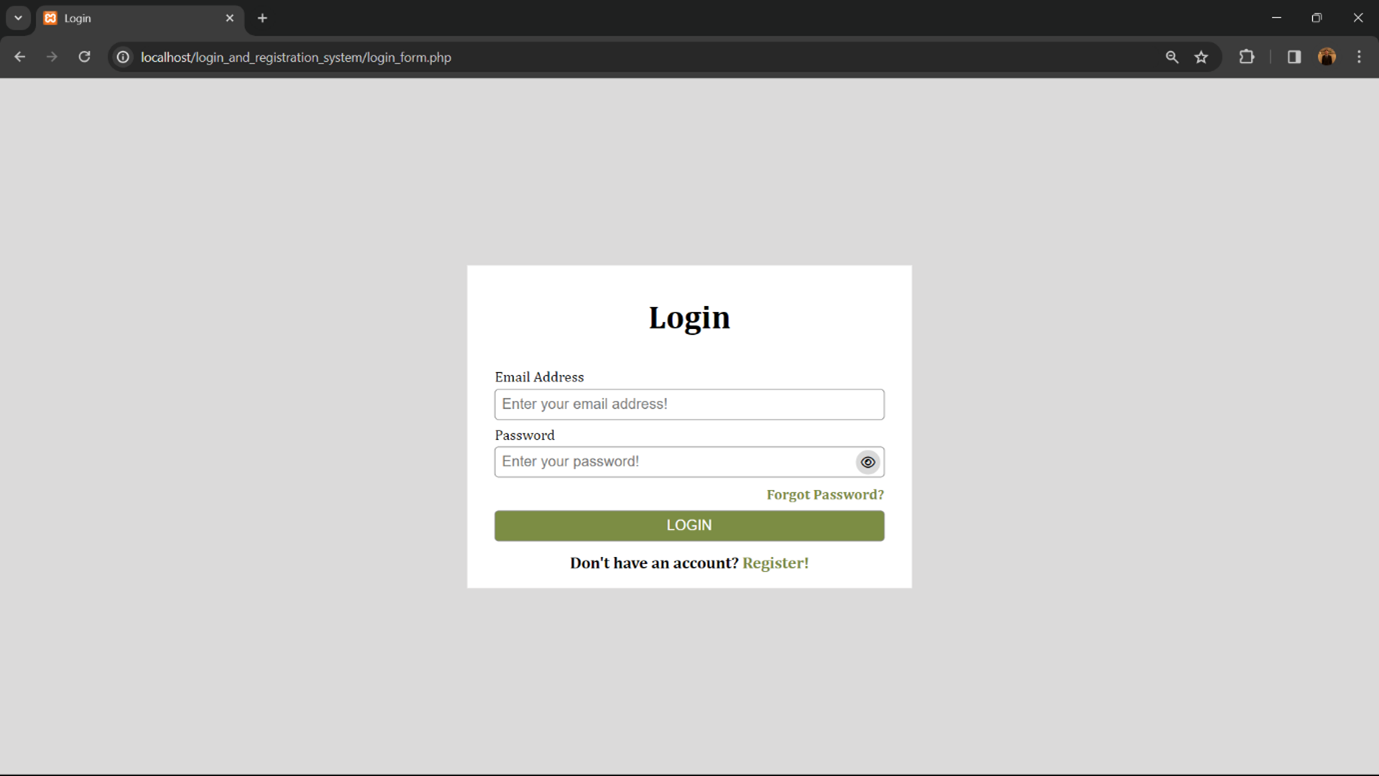 Login
localhost/login_and_registration_system/login_form.php
Login
Email Address
Enter your email address!
Password
Enter your password!
Forgot Password?
LOGIN
Don't have an account? Register!